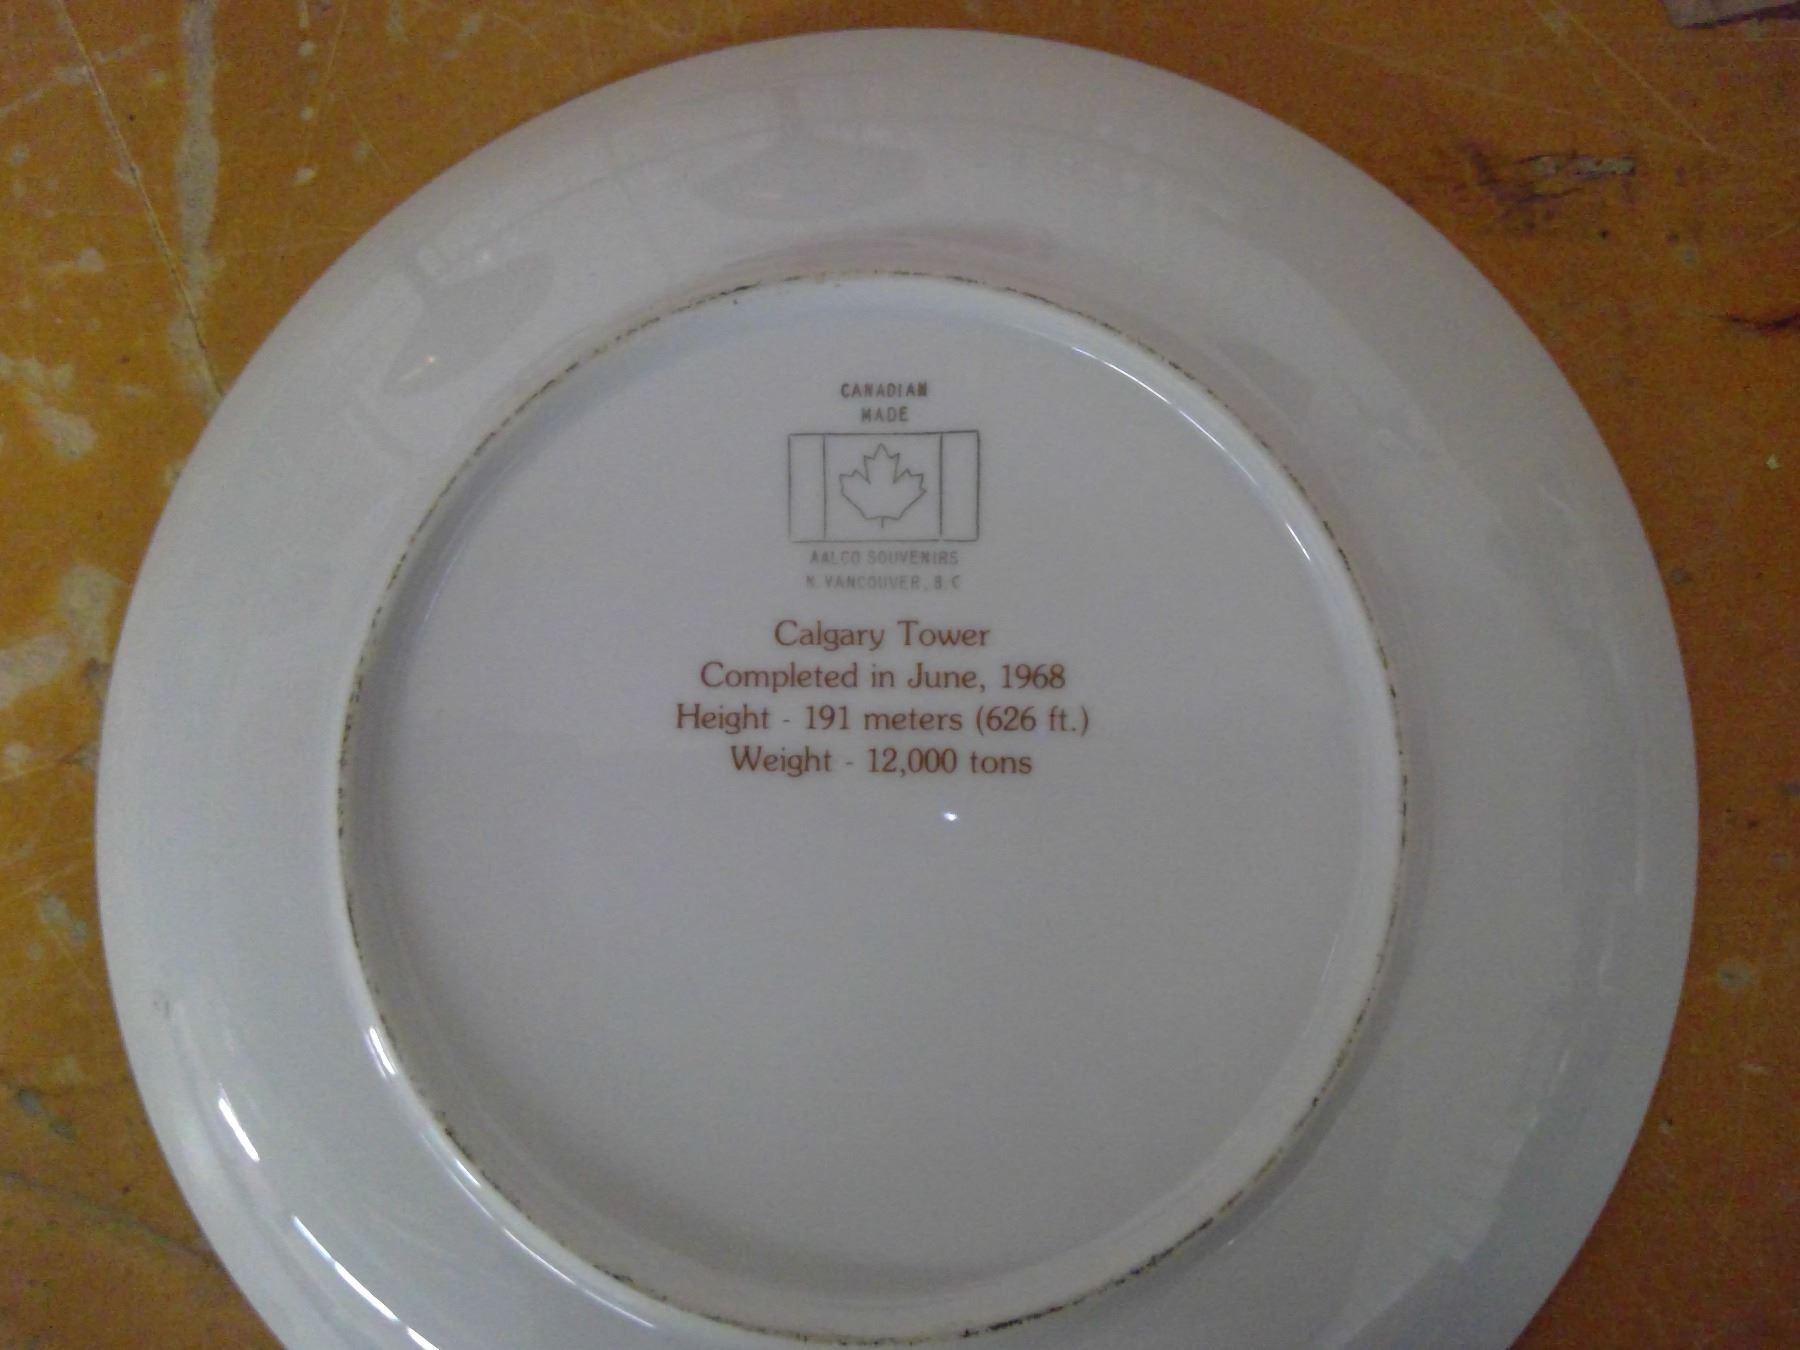 CANADIAN
MADE
AALCO SOUVENIRS
N. VANCOUVER, B.C
Calgary Tower
Completed in June, 1968
Height - 191 meters (626 ft.)
Weight - 12,000 tons